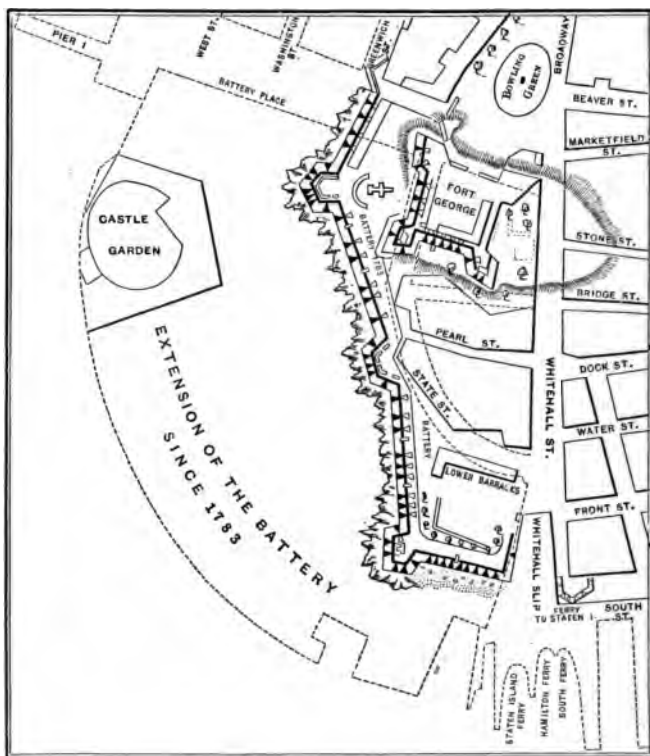 PIER 1
WEST ST.
WASHINGTON
ST.
GREENWICH
ST.
BATTERY PLACE
BOWLING
GREEN
BROADWAY
BEAVER ST.
MARKETFIELD
ST.
FORT
GEORGE
STONE ST.
BRIDGE ST.
CASTLE
GARDEN
BATTERY 1783
PEARL ST.
STATE ST.
BATTERY
WHITEHALL ST.
DOCK ST.
WATER ST.
EXTENSION OF THE BATTERY
SINCE 1783
LOWER BARRACKS
FRONT ST.
WHITEHALL SLIP
FERRY
TO STATEN I.
SOUTH
ST.
STATEN ISLAND
FERRY
HAMILTON FERRY
SOUTH FERRY